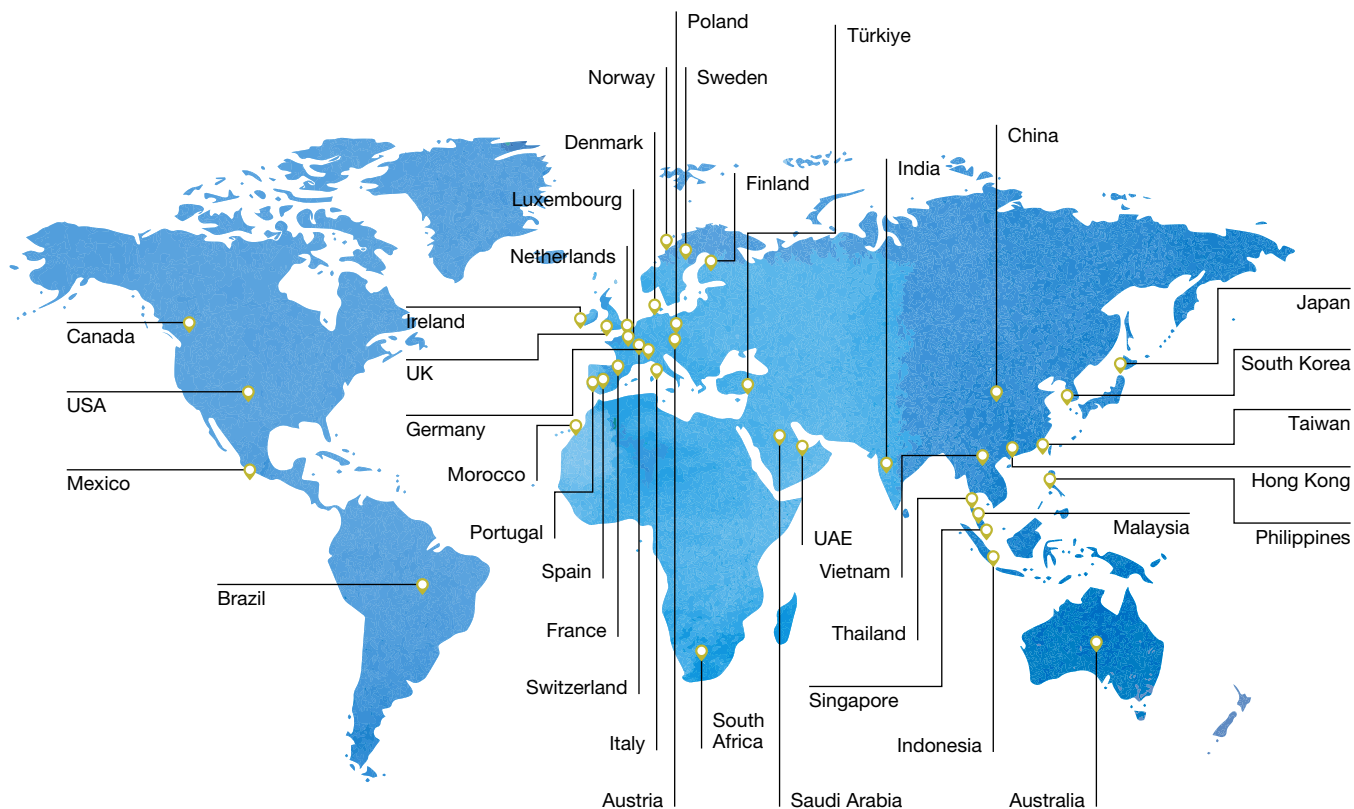 Poland
Türkiye
Norway
Sweden
Denmark
China
India
Finland
Luxembourg
Netherlands
Japan
Ireland
Canada
South Korea
UK
USA
Taiwan
Germany
Morocco
Mexico
Hong Kong
Portugal
Malaysia
UAE
Philippines
Spain
Vietnam
Brazil
France
Thailand
Switzerland
Singapore
South
Africa
Italy
Indonesia
Austria
Saudi Arabia
Australia